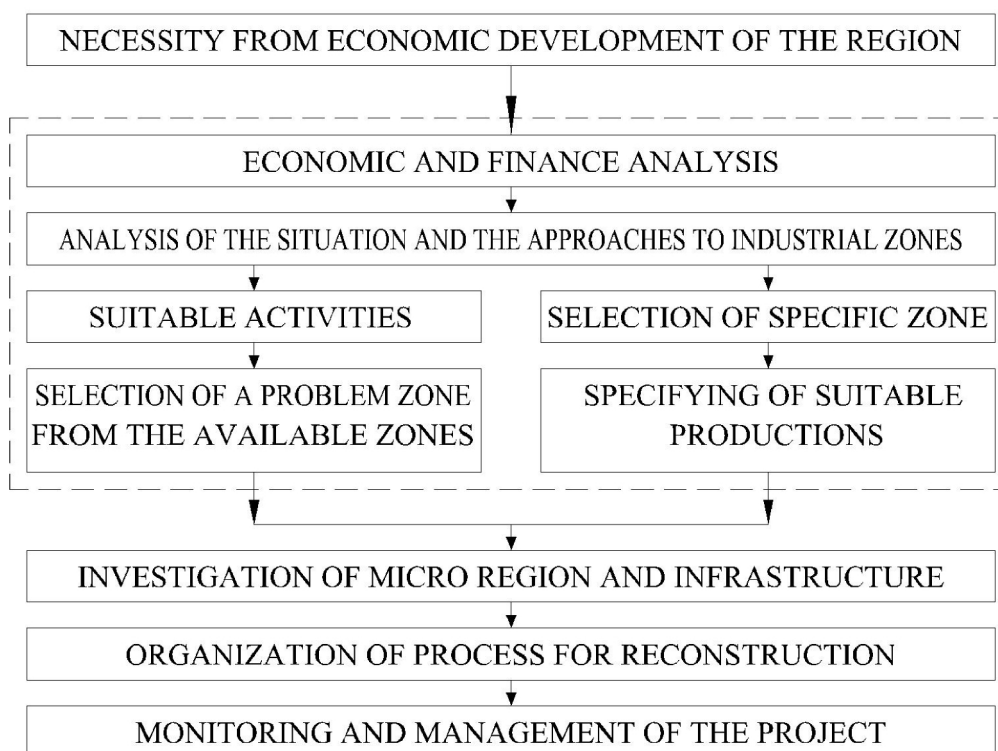 NECESSITY FROM ECONOMIC DEVELOPMENT OF THE REGION
ECONOMIC AND FINANCE ANALYSIS
ANALYSIS OF THE SITUATION AND THE APPROACHES TO INDUSTRIAL ZONES
SUITABLE ACTIVITIES
SELECTION OF A PROBLEM ZONE
FROM THE AVAILABLE ZONES
SELECTION OF SPECIFIC ZONE
SPECIFYING OF SUITABLE
PRODUCTIONS
INVESTIGATION OF MICRO REGION AND INFRASTRUCTURE
ORGANIZATION OF PROCESS FOR RECONSTRUCTION
MONITORING AND MANAGEMENT OF THE PROJECT